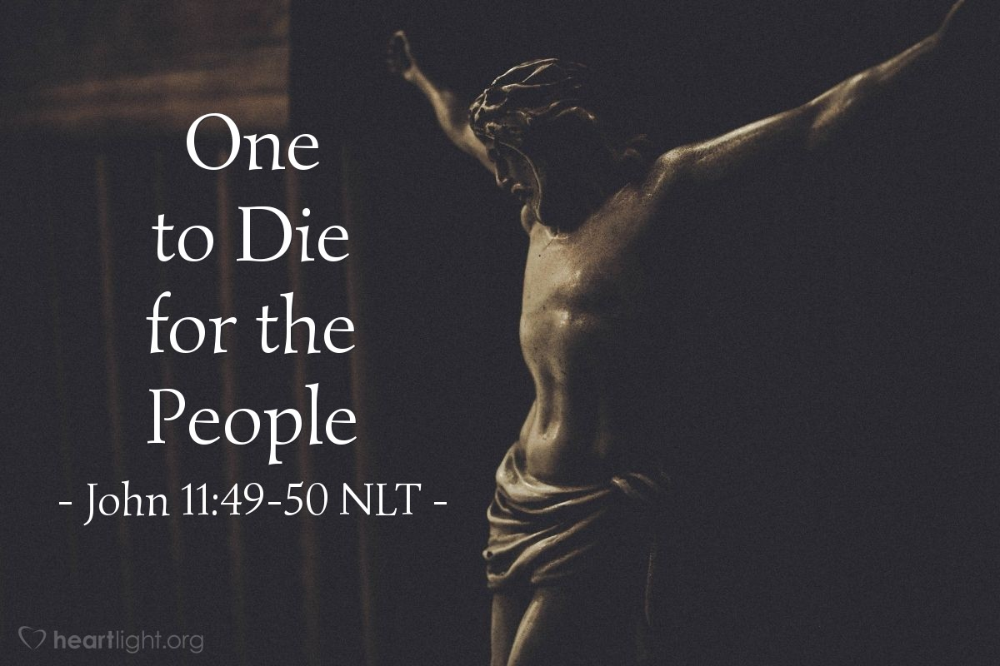 One
to Die
for the
People
- John 11:49-50 NLT -
heartlight.org